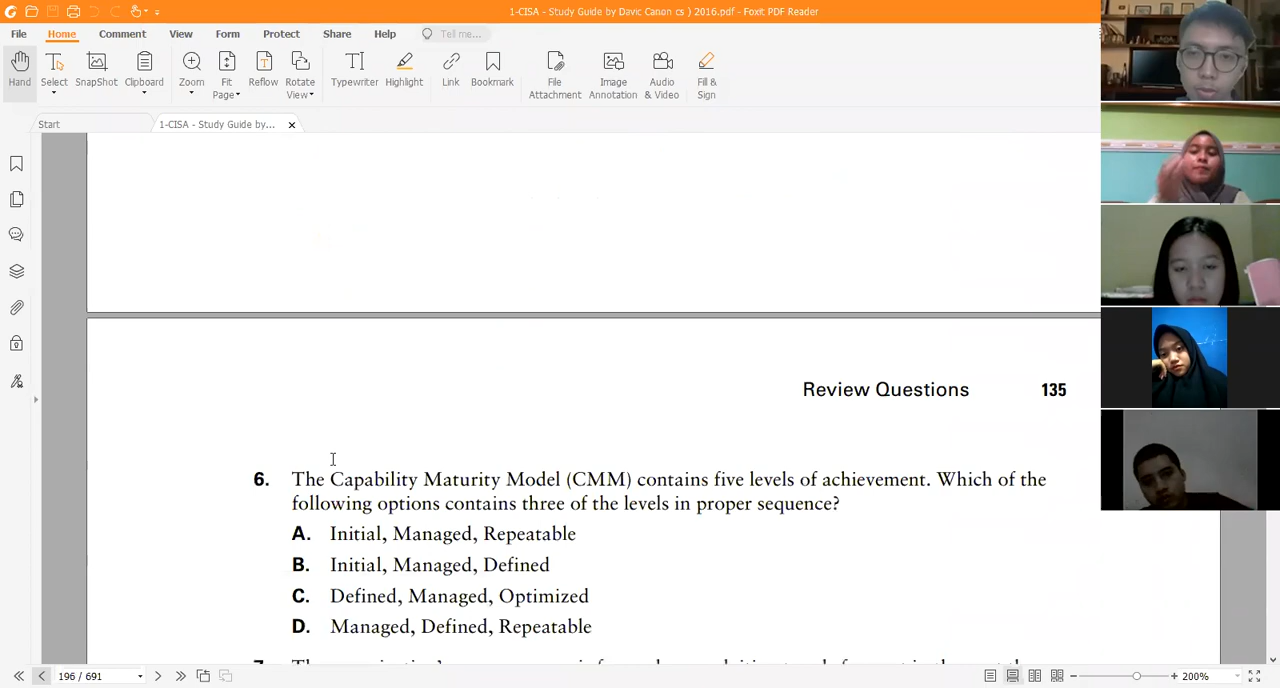 1-CISA - Study Guide by Davic Canon cs ) 2016.pdf - Foxit PDF Reader
File Home Comment View Form Protect Share Help Tell me...
Hand Select SnapShot Clipboard Zoom Fit Page Reflow Rotate View Typewriter Highlight Link Bookmark File Attachment Image Annotation Audio & Video Fill & Sign
Start 1-CISA - Study Guide by...
Review Questions 135
6. The Capability Maturity Model (CMM) contains five levels of achievement. Which of the
following options contains three of the levels in proper sequence?
A. Initial, Managed, Repeatable
B. Initial, Managed, Defined
C. Defined, Managed, Optimized
D. Managed, Defined, Repeatable
196 / 691 200%